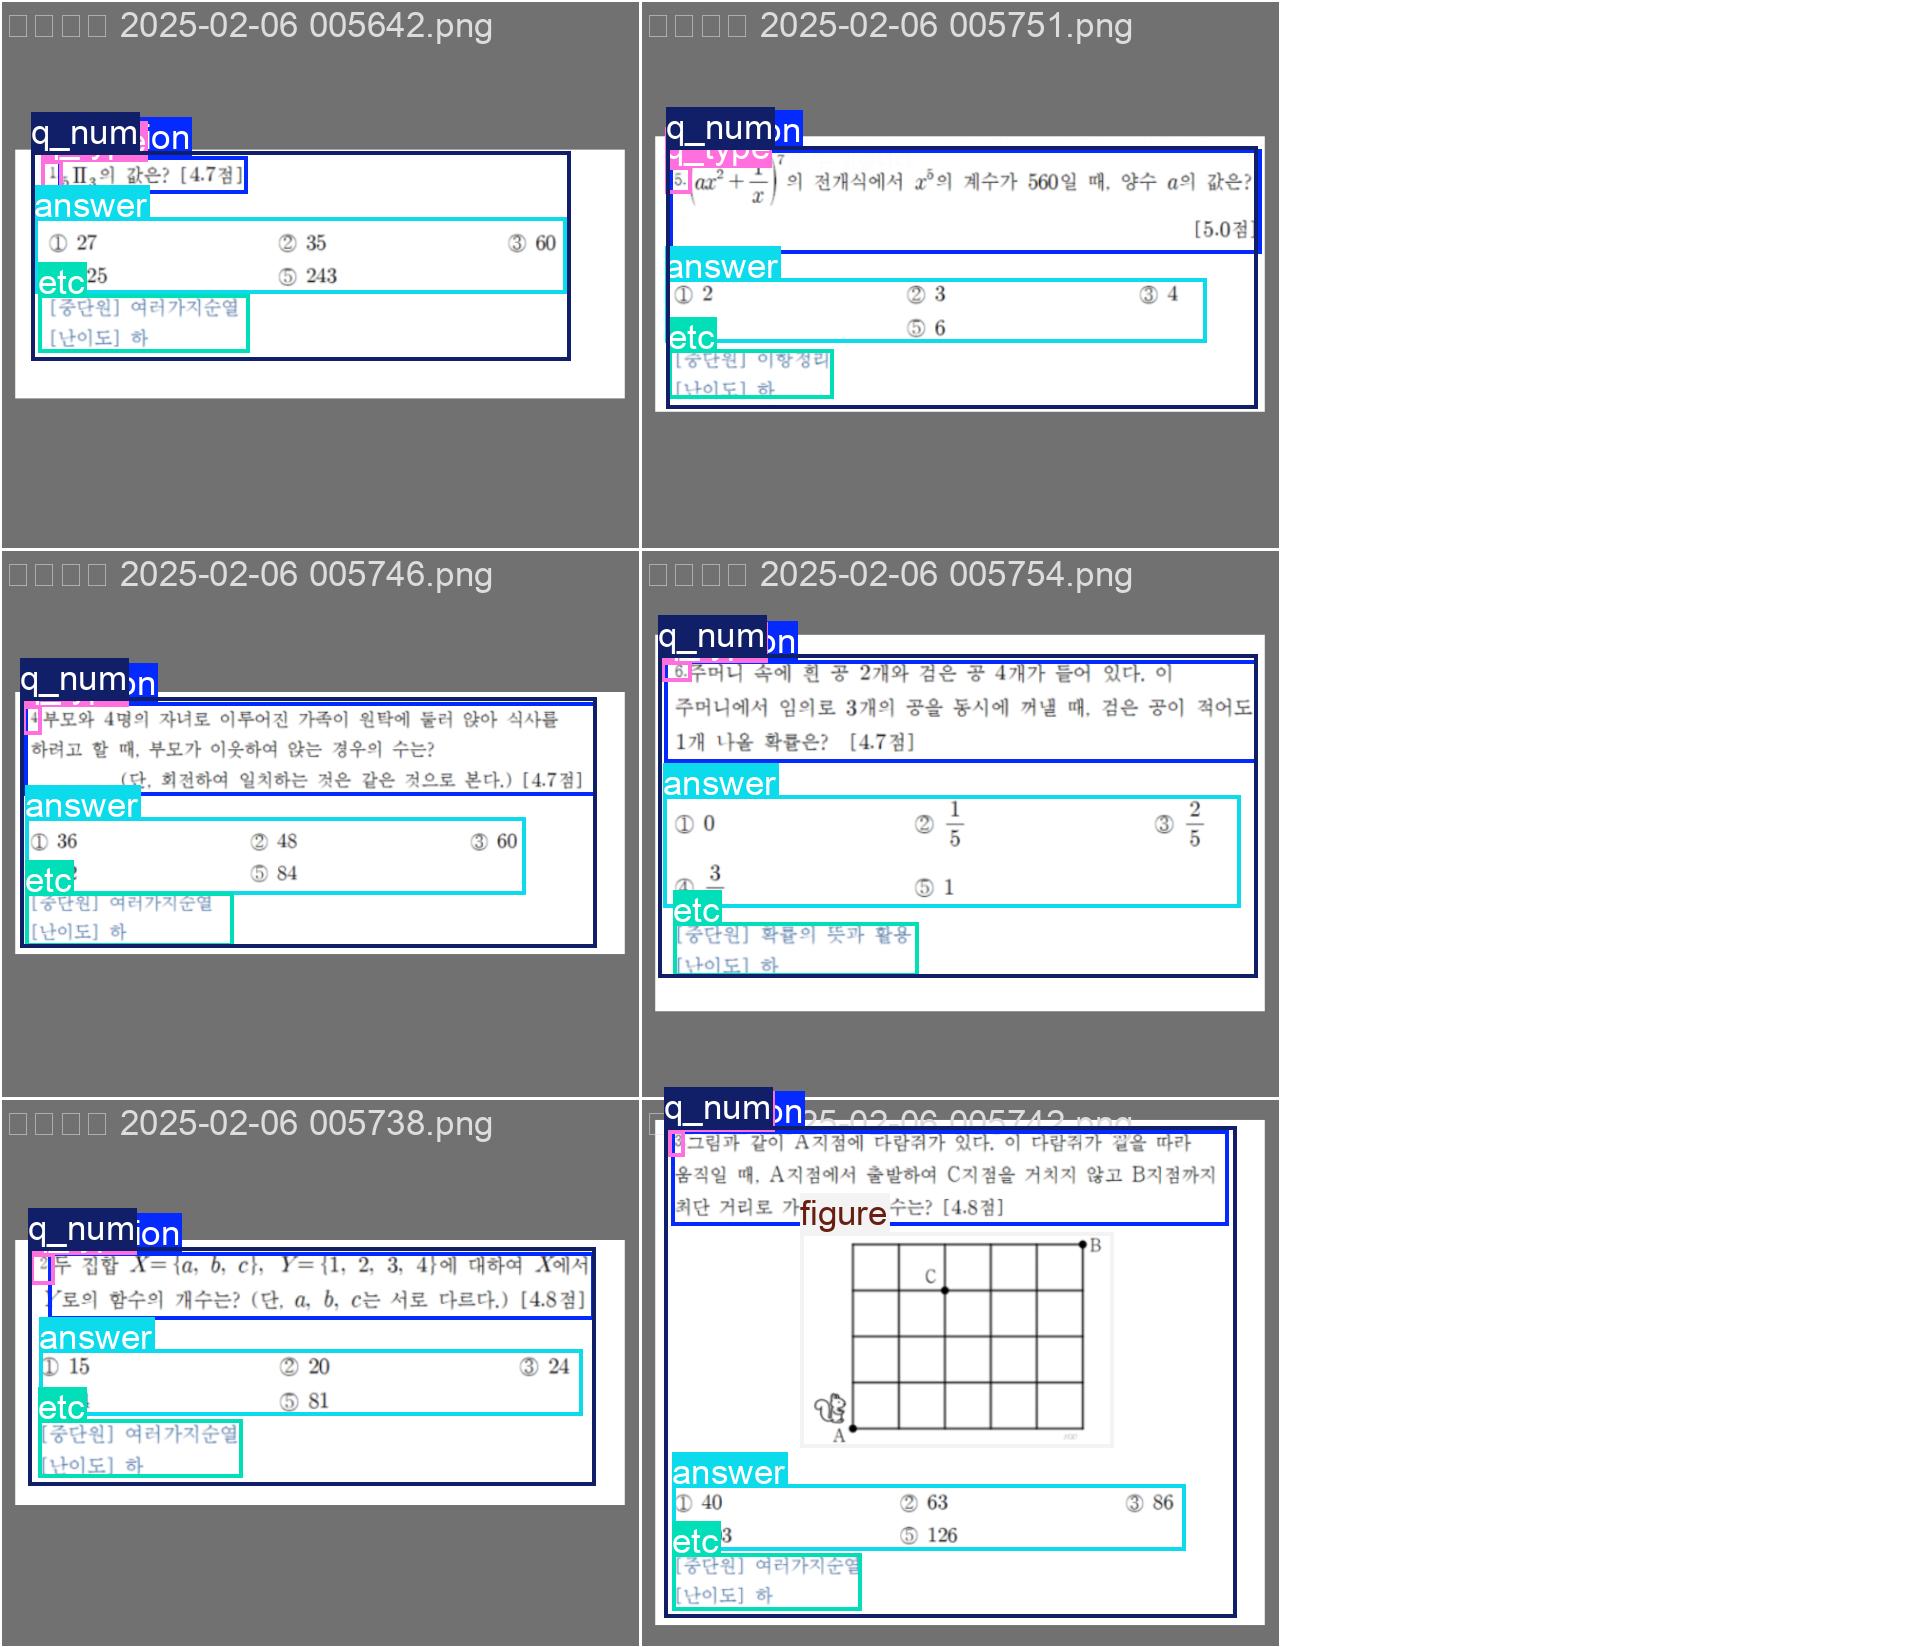 2025-02-06 005642.png
q_num
ion
1
₅Π₃의 값은? [4.7점]
answer
① 27 ② 35 ③ 60
25 ⑤ 243
etc
[중단원] 여러가지순열
[난이도] 하
2025-02-06 005751.png
q_num
on
q_type
5. (ax² + 1/x)⁷ 의 전개식에서 x⁵의 계수가 560일 때, 양수 a의 값은?
[5.0점]
answer
① 2 ② 3 ③ 4
⑤ 6
etc
[중단원] 이항정리
[난이도] 하
2025-02-06 005746.png
q_num
on
4 부모와 4명의 자녀로 이루어진 가족이 원탁에 둘러 앉아 식사를
하려고 할 때, 부모가 이웃하여 앉는 경우의 수는?
(단, 회전하여 일치하는 것은 같은 것으로 본다.) [4.7점]
answer
① 36 ② 48 ③ 60
⑤ 84
etc
[중단원] 여러가지순열
[난이도] 하
2025-02-06 005754.png
q_num
on
6. 주머니 속에 흰 공 2개와 검은 공 4개가 들어 있다. 이
주머니에서 임의로 3개의 공을 동시에 꺼낼 때, 검은 공이 적어도
1개 나올 확률은? [4.7점]
answer
① 0 ② 1/5 ③ 2/5
④ 3 ⑤ 1
etc
[중단원] 확률의 뜻과 활용
[난이도] 하
2025-02-06 005738.png
q_num
ion
2 두 집합 X={a, b, c}, Y={1, 2, 3, 4}에 대하여 X에서
Y로의 함수의 개수는? (단, a, b, c는 서로 다르다.) [4.8점]
answer
① 15 ② 20 ③ 24
⑤ 81
etc
[중단원] 여러가지순열
[난이도] 하
25-02-06 005742.png
q_num
on
3 그림과 같이 A지점에 다람쥐가 있다. 이 다람쥐가 길을 따라
움직일 때, A지점에서 출발하여 C지점을 거치지 않고 B지점까지
최단 거리로 가 수는? [4.8점]
figure
B
C
A
answer
① 40 ② 63 ③ 86
3 ⑤ 126
etc
[중단원] 여러가지순열
[난이도] 하